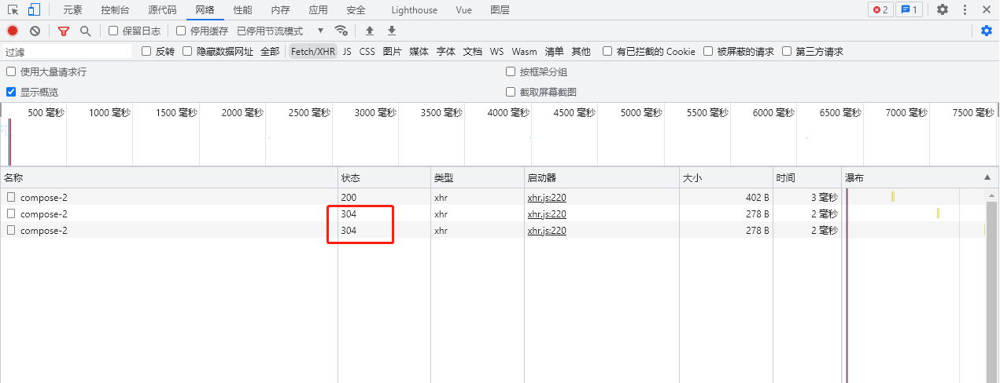 元素 控制台 源代码 网络 性能 内存 应用 安全 Lighthouse Vue 图层 2 1
保留日志 停用缓存 已停用节流模式
过滤 反转 隐藏数据网址 全部 Fetch/XHR JS CSS 图片 媒体 字体 文档 WS Wasm 清单 其他 有已拦截的 Cookie 被屏蔽的请求 第三方请求
使用大量请求行 按框架分组
显示概览 截取屏幕截图
500 毫秒 1000 毫秒 1500 毫秒 2000 毫秒 2500 毫秒 3000 毫秒 3500 毫秒 4000 毫秒 4500 毫秒 5000 毫秒 5500 毫秒 6000 毫秒 6500 毫秒 7000 毫秒 7500 毫秒
名称 状态 类型 启动器 大小 时间 瀑布
compose-2 200 xhr xhr.js:220 402 B 3 毫秒
compose-2 304 xhr xhr.js:220 278 B 2 毫秒
compose-2 304 xhr xhr.js:220 278 B 2 毫秒